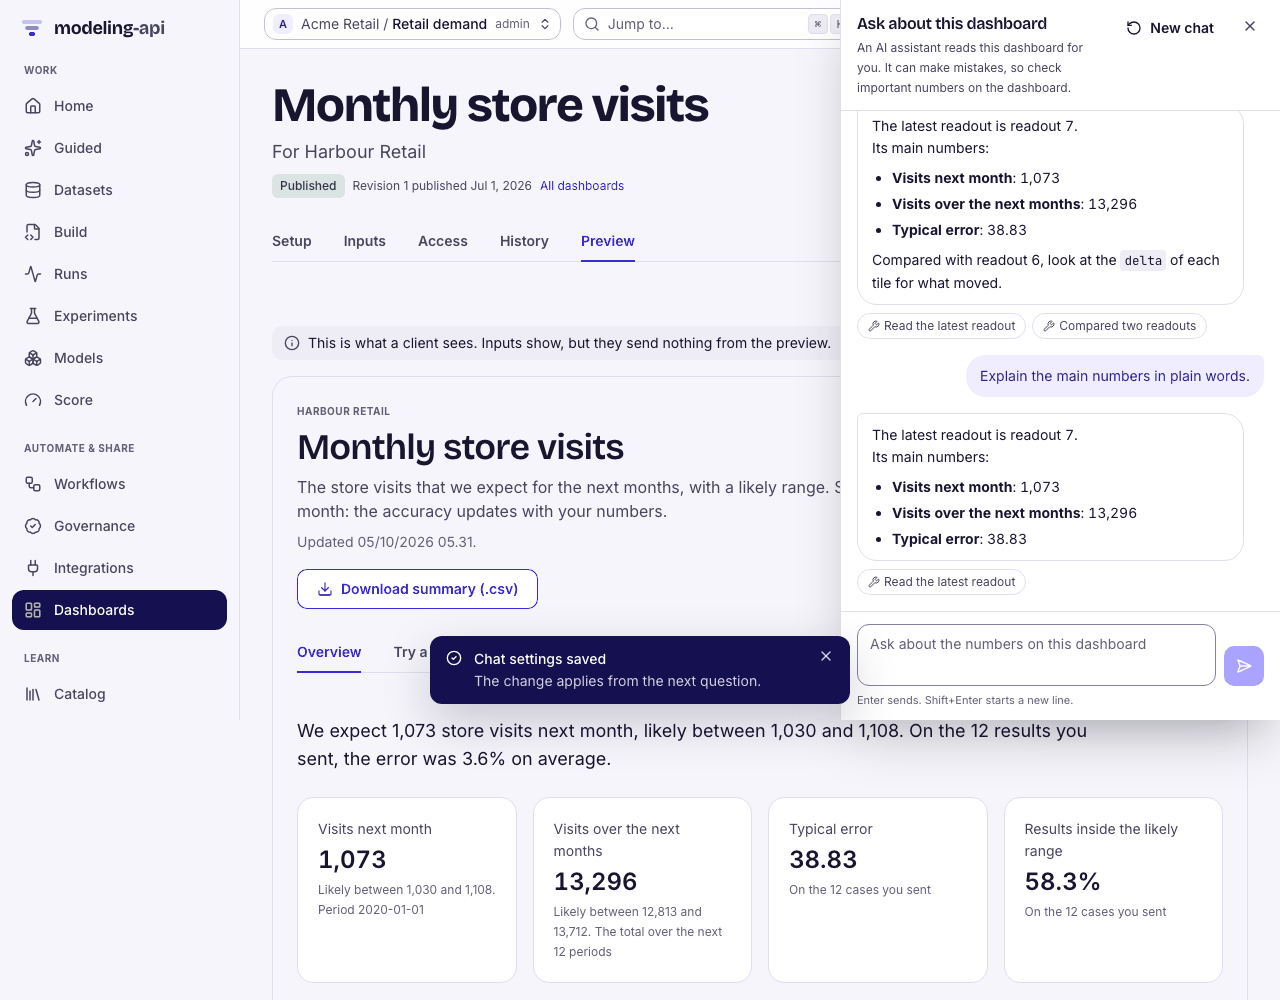 modeling-api
WORK
Home
Guided
Datasets
Build
Runs
Experiments
Models
Score
AUTOMATE & SHARE
Workflows
Governance
Integrations
Dashboards
LEARN
Catalog
A Acme Retail / Retail demand admin
Jump to...
⌘
Monthly store visits
For Harbour Retail
Published Revision 1 published Jul 1, 2026 All dashboards
Setup Inputs Access History Preview
This is what a client sees. Inputs show, but they send nothing from the preview.
HARBOUR RETAIL
Monthly store visits
The store visits that we expect for the next months, with a likely range. S
month: the accuracy updates with your numbers.
Updated 05/10/2026 05.31.
Download summary (.csv)
Overview Try a
We expect 1,073 store visits next month, likely between 1,030 and 1,108. On the 12 results you
sent, the error was 3.6% on average.
Visits next month
1,073
Likely between 1,030 and 1,108.
Period 2020-01-01
Visits over the next
months
13,296
Likely between 12,813 and
13,712. The total over the next
12 periods
Typical error
38.83
On the 12 cases you sent
Results inside the likely
range
58.3%
On the 12 cases you sent
Chat settings saved
The change applies from the next question.
Ask about this dashboard
New chat
An AI assistant reads this dashboard for
you. It can make mistakes, so check
important numbers on the dashboard.
The latest readout is readout 7.
Its main numbers:
• Visits next month: 1,073
• Visits over the next months: 13,296
• Typical error: 38.83
Compared with readout 6, look at the delta of each
tile for what moved.
Read the latest readout
Compared two readouts
Explain the main numbers in plain words.
The latest readout is readout 7.
Its main numbers:
• Visits next month: 1,073
• Visits over the next months: 13,296
• Typical error: 38.83
Read the latest readout
Ask about the numbers on this dashboard
Enter sends. Shift+Enter starts a new line.